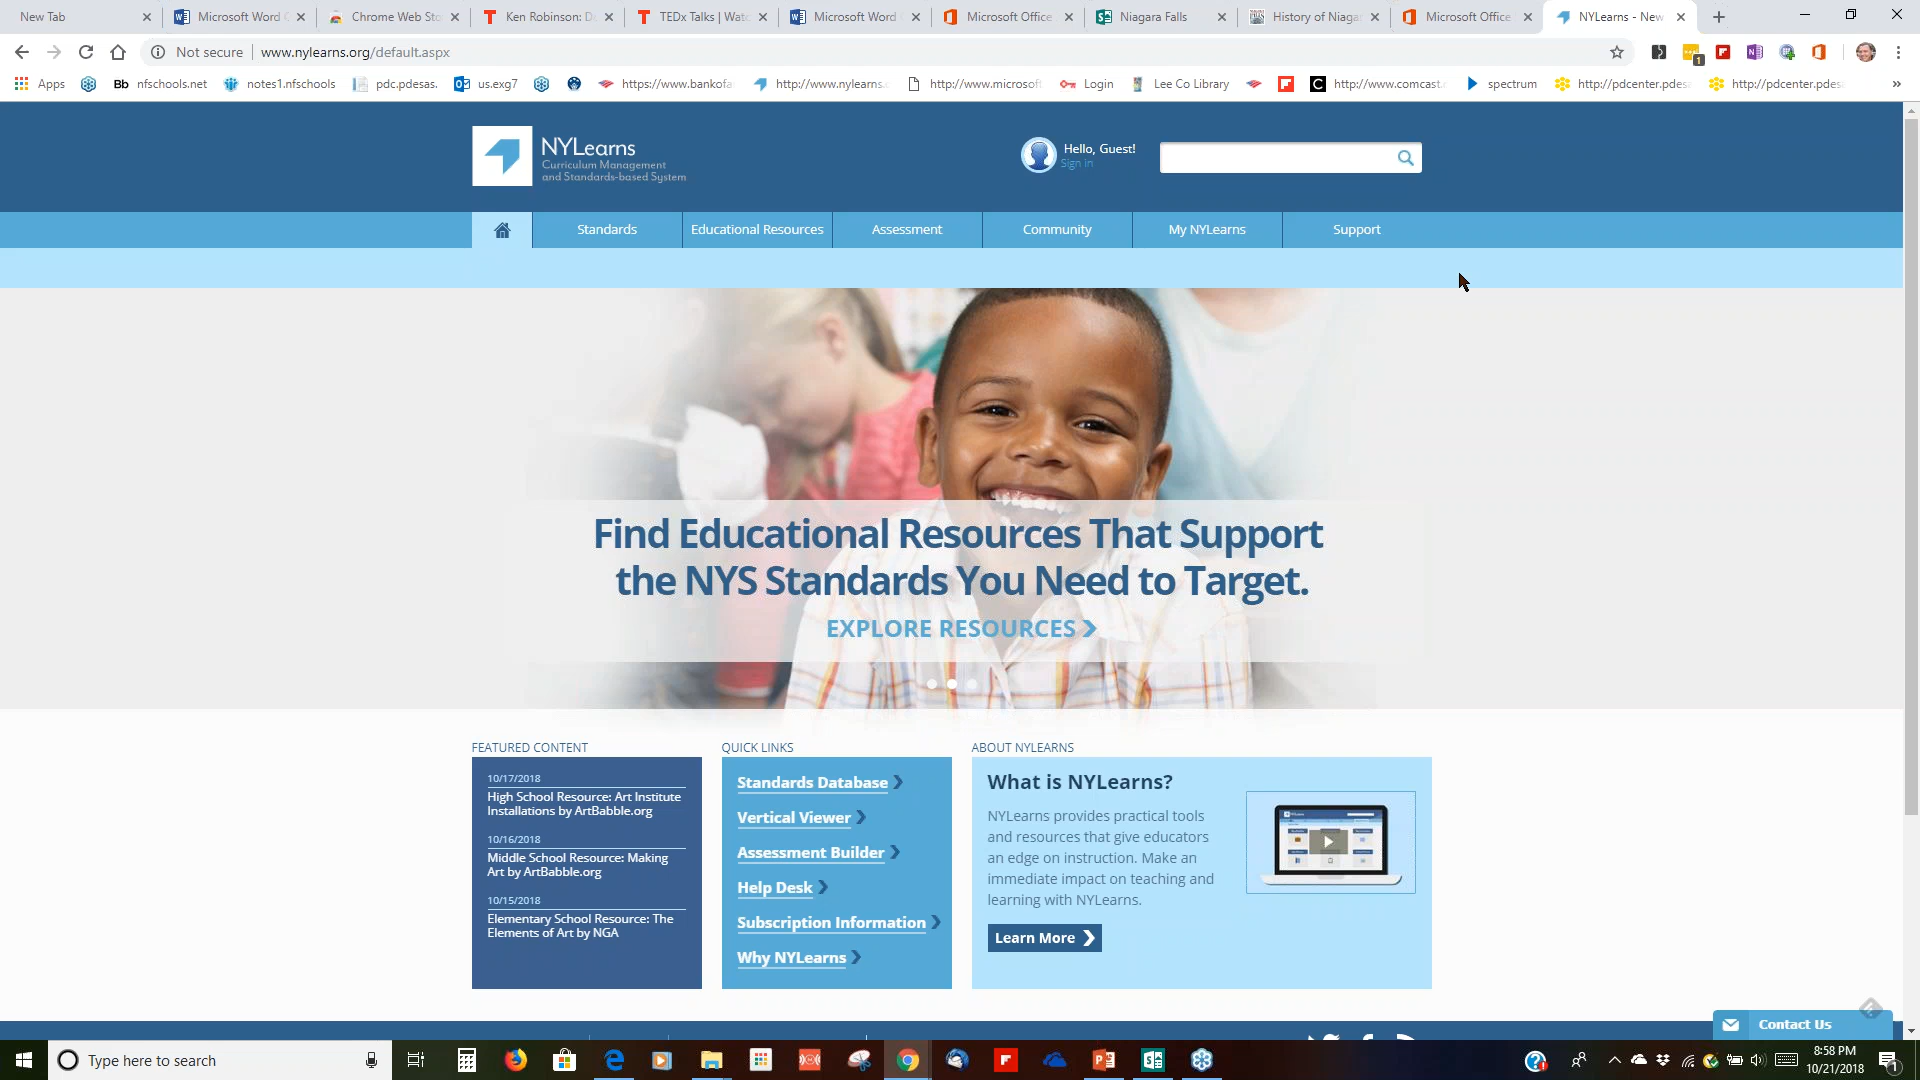 New Tab
Microsoft Word
Chrome Web Sto
Ken Robinson: D
TEDx Talks | Wat
Microsoft Word
Microsoft Office
Niagara Falls
History of Niaga
Microsoft Office
NYLearns - New
Not secure
www.nylearns.org/default.aspx
Apps
Bb nfschools.net
notes1.nfschools
pdc.pdesas.
us.exg7
https://www.bankofa
http://www.nylearns.
http://www.microsoft
Login
Lee Co Library
http://www.comcast.
spectrum
http://pdcenter.pdesa
http://pdcenter.pdesa
NYLearns
Curriculum Management
and Standards-based System
Hello, Guest!
Sign in
Standards
Educational Resources
Assessment
Community
My NYLearns
Support
Find Educational Resources That Support
the NYS Standards You Need to Target.
EXPLORE RESOURCES
FEATURED CONTENT
10/17/2018
High School Resource: Art Institute
Installations by ArtBabble.org
10/16/2018
Middle School Resource: Making
Art by ArtBabble.org
10/15/2018
Elementary School Resource: The
Elements of Art by NGA
QUICK LINKS
Standards Database
Vertical Viewer
Assessment Builder
Help Desk
Subscription Information
Why NYLearns
ABOUT NYLEARNS
What is NYLearns?
NYLearns provides practical tools
and resources that give educators
an edge on instruction. Make an
immediate impact on teaching and
learning with NYLearns.
Learn More
Contact Us
Type here to search
8:58 PM
10/21/2018